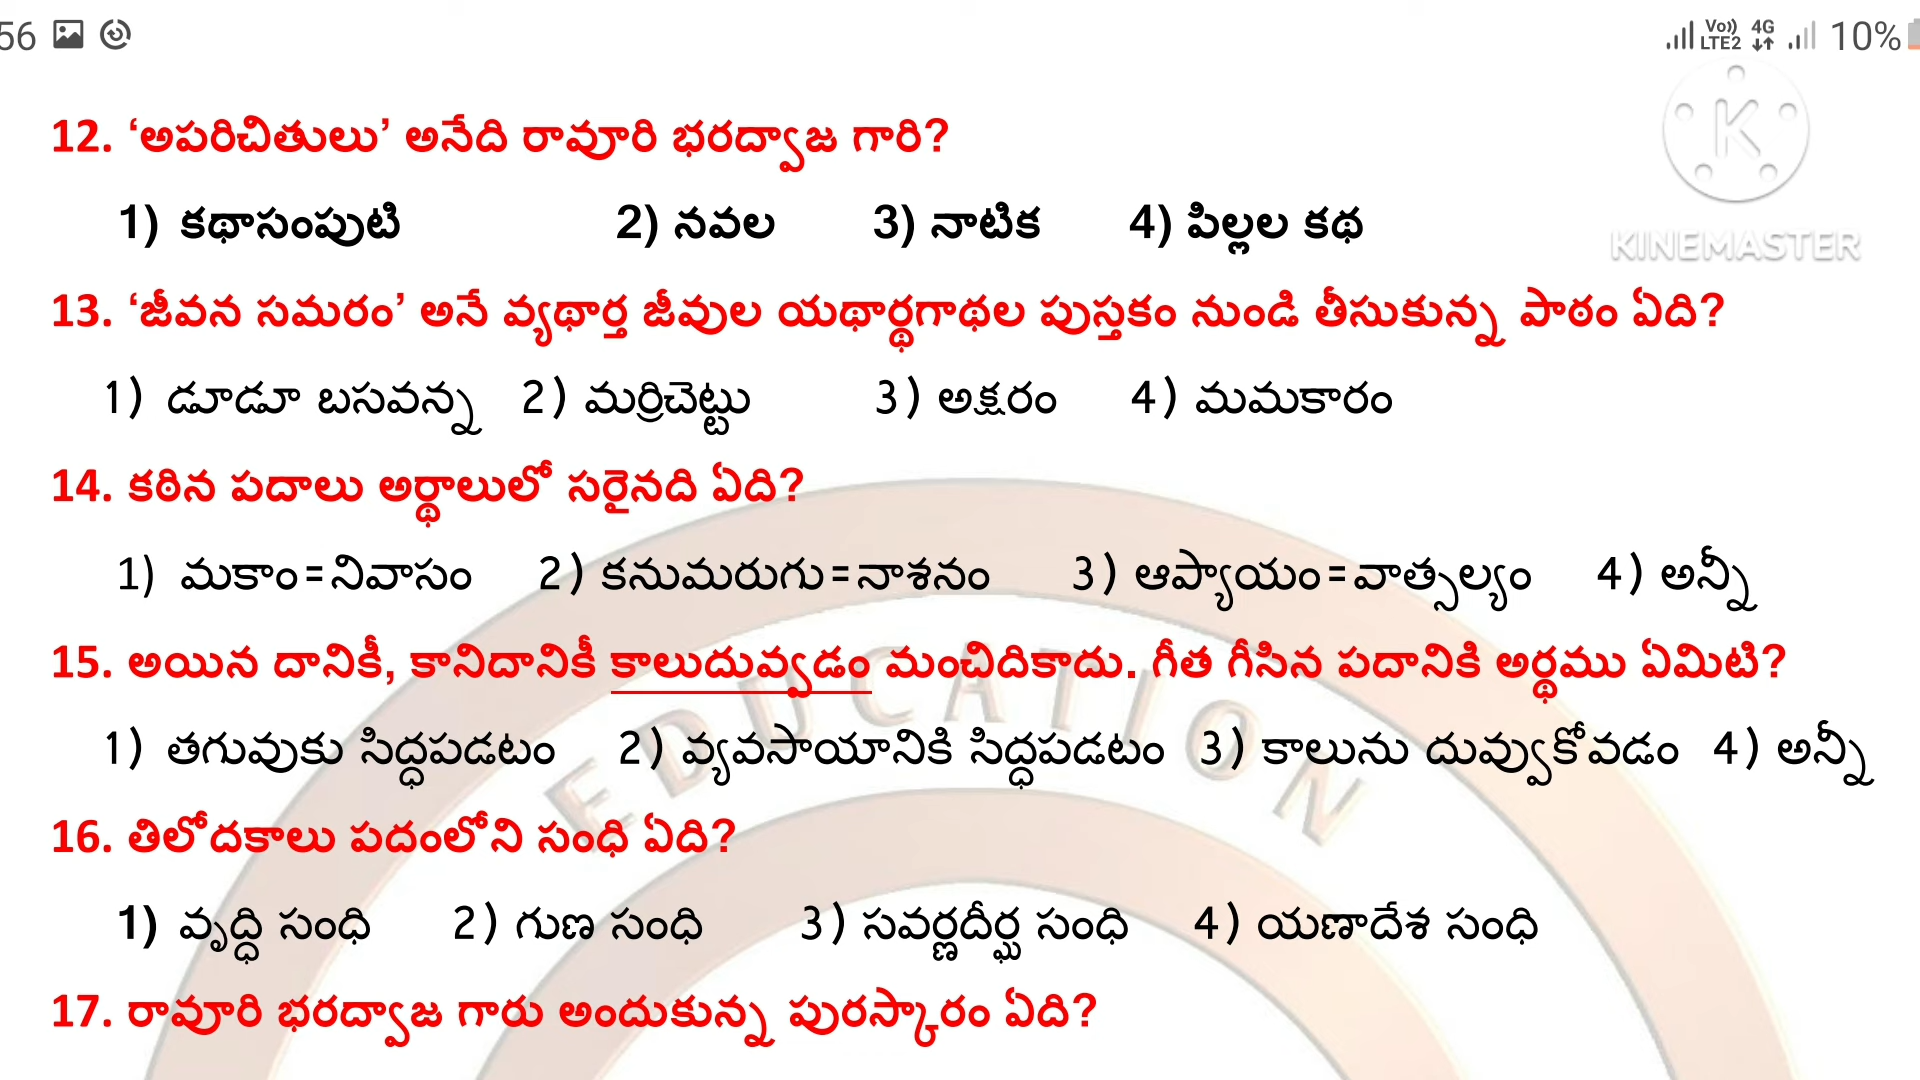 56 Vo)) LTE2 4G 10%
12. ‘అపరిచితులు’ అనేది రావూరి భరద్వాజ గారి?
1) కథాసంపుటి 2) నవల 3) నాటిక 4) పిల్లల కథ
KINEMASTER
13. ‘జీవన సమరం’ అనే వ్యథార్త జీవుల యథార్థగాథల పుస్తకం నుండి తీసుకున్న పాఠం ఏది?
1) డూడూ బసవన్న 2) మర్రిచెట్టు 3) అక్షరం 4) మమకారం
14. కఠిన పదాలు అర్థాలులో సరైనది ఏది?
1) మకాం=నివాసం 2) కనుమరుగు=నాశనం 3) ఆప్యాయం=వాత్సల్యం 4) అన్నీ
15. అయిన దానికీ, కానిదానికీ కాలుదువ్వడం మంచిదికాదు. గీత గీసిన పదానికి అర్థము ఏమిటి?
1) తగువుకు సిద్ధపడటం 2) వ్యవసాయానికి సిద్ధపడటం 3) కాలును దువ్వుకోవడం 4) అన్నీ
EDUCATION
16. తిలోదకాలు పదంలోని సంధి ఏది?
1) వృద్ధి సంధి 2) గుణ సంధి 3) సవర్ణదీర్ఘ సంధి 4) యణాదేశ సంధి
17. రావూరి భరద్వాజ గారు అందుకున్న పురస్కారం ఏది?